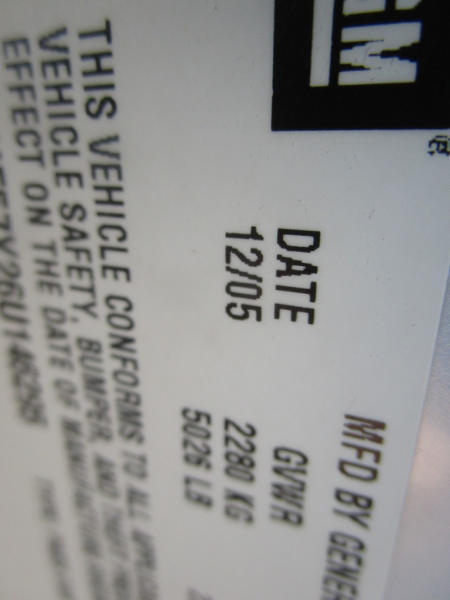 GM
MFD BY GENER
DATE GVWR
12/05 2280 KG
5026 LB
THIS VEHICLE CONFORMS TO ALL
VEHICLE SAFETY, BUMPER, AND THEFT
EFFECT ON THE DATE OF